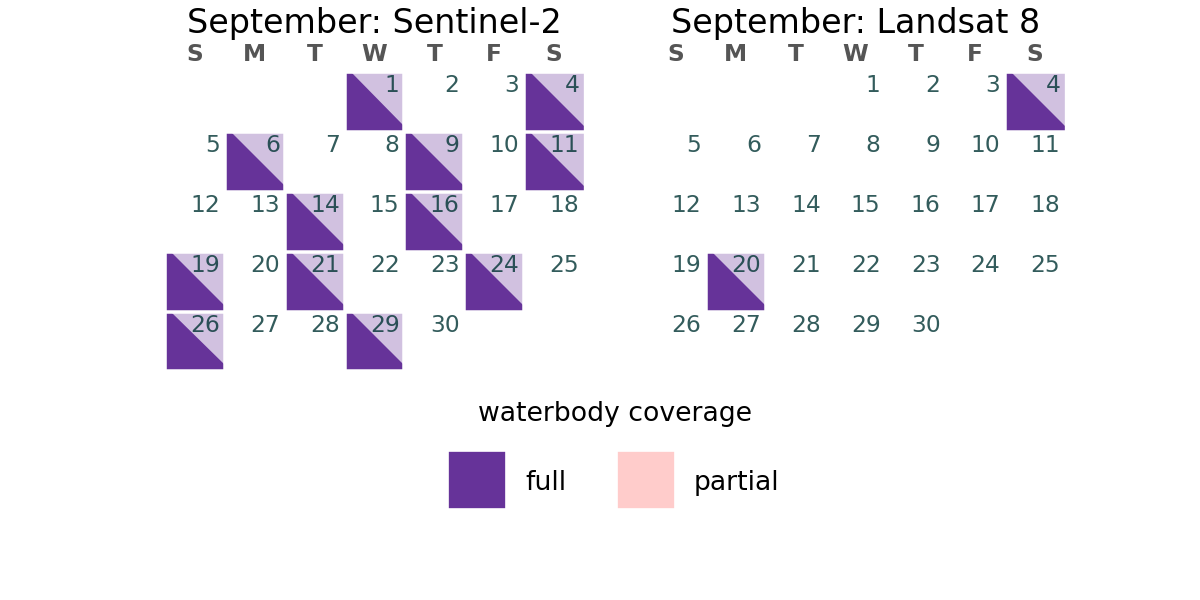 September: Sentinel-2
S M T W T F S
1 2 3 4
5 6 7 8 9 10 11
12 13 14 15 16 17 18
19 20 21 22 23 24 25
26 27 28 29 30
September: Landsat 8
S M T W T F S
1 2 3 4
5 6 7 8 9 10 11
12 13 14 15 16 17 18
19 20 21 22 23 24 25
26 27 28 29 30
waterbody coverage
full partial